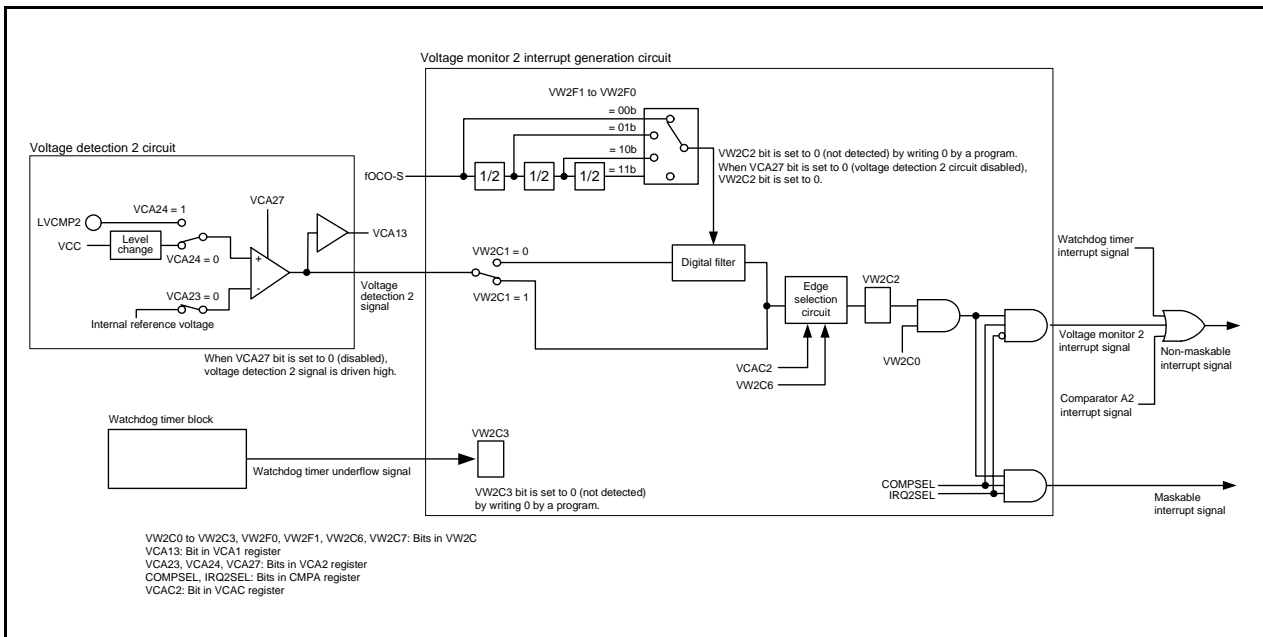 Voltage monitor 2 interrupt generation circuit
VW2F1 to VW2F0
= 00b
= 01b
= 10b
= 11b
fOCO-S
1/2
1/2
1/2
VW2C2 bit is set to 0 (not detected) by writing 0 by a program.
When VCA27 bit is set to 0 (voltage detection 2 circuit disabled),
VW2C2 bit is set to 0.
Voltage detection 2 circuit
VCA27
VCA24 = 1
LVCMP2
VCC
Level
change
VCA24 = 0
+
-
VCA13
VCA23 = 0
Internal reference voltage
Voltage
detection 2
signal
When VCA27 bit is set to 0 (disabled),
voltage detection 2 signal is driven high.
VW2C1 = 0
VW2C1 = 1
Digital filter
Edge
selection
circuit
VW2C2
VCAC2
VW2C6
VW2C0
Watchdog timer
interrupt signal
Voltage monitor 2
interrupt signal
Non-maskable
interrupt signal
Comparator A2
interrupt signal
Watchdog timer block
Watchdog timer underflow signal
VW2C3
VW2C3 bit is set to 0 (not detected)
by writing 0 by a program.
COMPSEL
IRQ2SEL
Maskable
interrupt signal
VW2C0 to VW2C3, VW2F0, VW2F1, VW2C6, VW2C7: Bits in VW2C
VCA13: Bit in VCA1 register
VCA23, VCA24, VCA27: Bits in VCA2 register
COMPSEL, IRQ2SEL: Bits in CMPA register
VCAC2: Bit in VCAC register